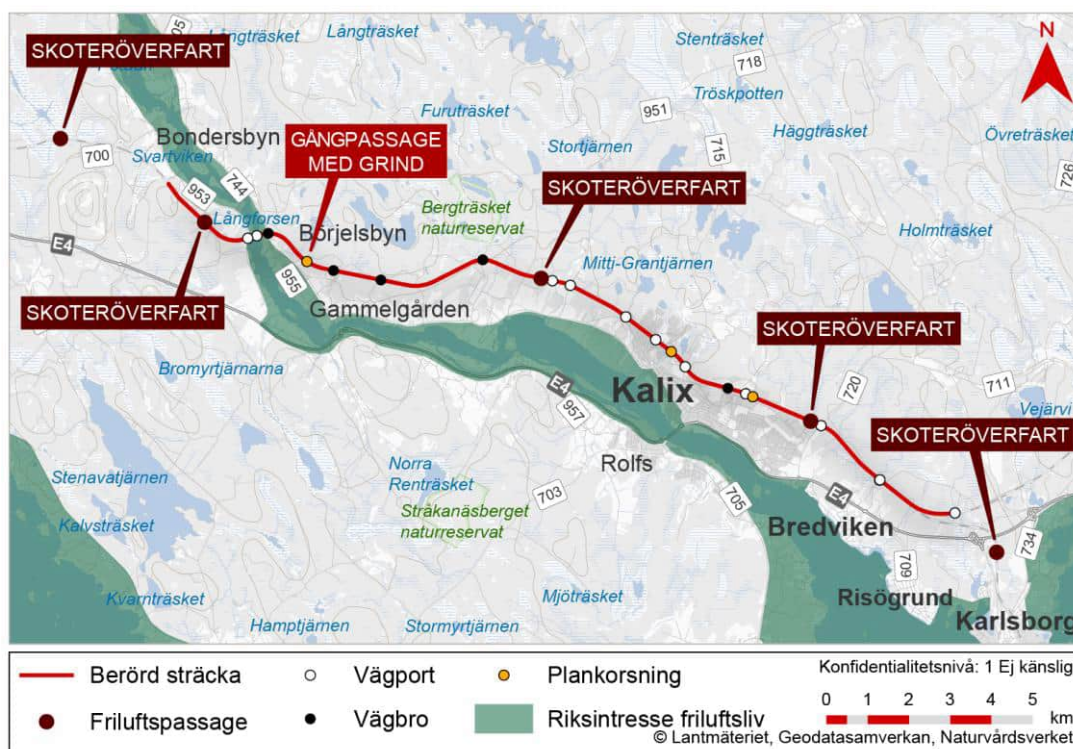 Långträsket
Långträsket
Stenträsket
N
SKOTERÖVERFART
718
Tröskpotten
951
Furuträsket
Häggträsket
Övreträsket
Bondersbyn
GÅNGPASSAGE
MED GRIND
Stortjärnen
715
726
700
Svartviken
744
953
SKOTERÖVERFART
Bergträsket
naturreservat
Långforsen
Börjelsbyn
Holmträsket
E4
Mitti-Grantjärnen
955
SKOTERÖVERFART
Gammelgården
SKOTERÖVERFART
Bromyrtjärnarna
E4
Kalix
720
711
Vejärvi
957
SKOTERÖVERFART
Rolfs
Stenavatjärnen
Norra
Renträsket
703
E4
Stråkanäsberget
naturreservat
705
Bredviken
Kalvsträsket
734
709
Kvarnträsket
Mjöträsket
Risögrund
Hamptjärnen
Stormyrtjärnen
Karlsborg
Berörd sträcka
Vägport
Plankorsning
Konfidentialitetsnivå: 1 Ej känslig
Friluftspassage
Vägbro
Riksintresse friluftsliv
0 1 2 3 4 5
km
© Lantmäteriet, Geodatasamverkan, Naturvårdsverket